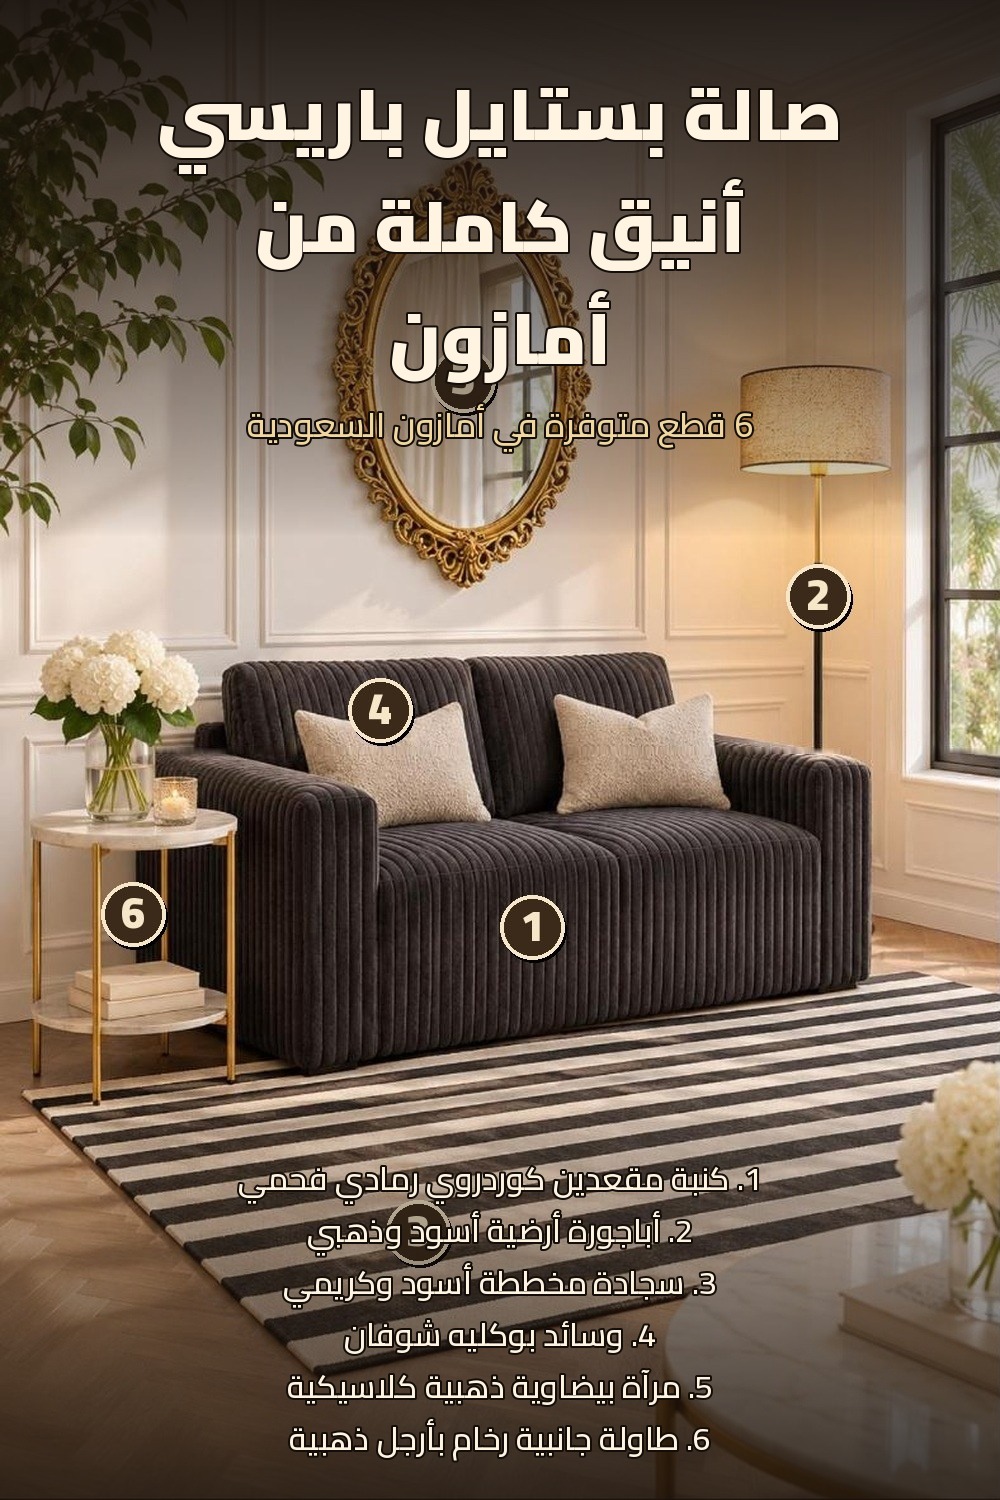 صالة بستايل باريسي
أنيق كاملة من
أمازون
5
6 قطع متوفرة في أمازون السعودية
2
4
6
1
1. كنبة مقعدين كوردروي رمادي فحمي
3
2. أباجورة أرضية أسود وذهبي
3. سجادة مخططة أسود وكريمي
4. وسائد بوكليه شوفان
5. مرآة بيضاوية ذهبية كلاسيكية
6. طاولة جانبية رخام بأرجل ذهبية